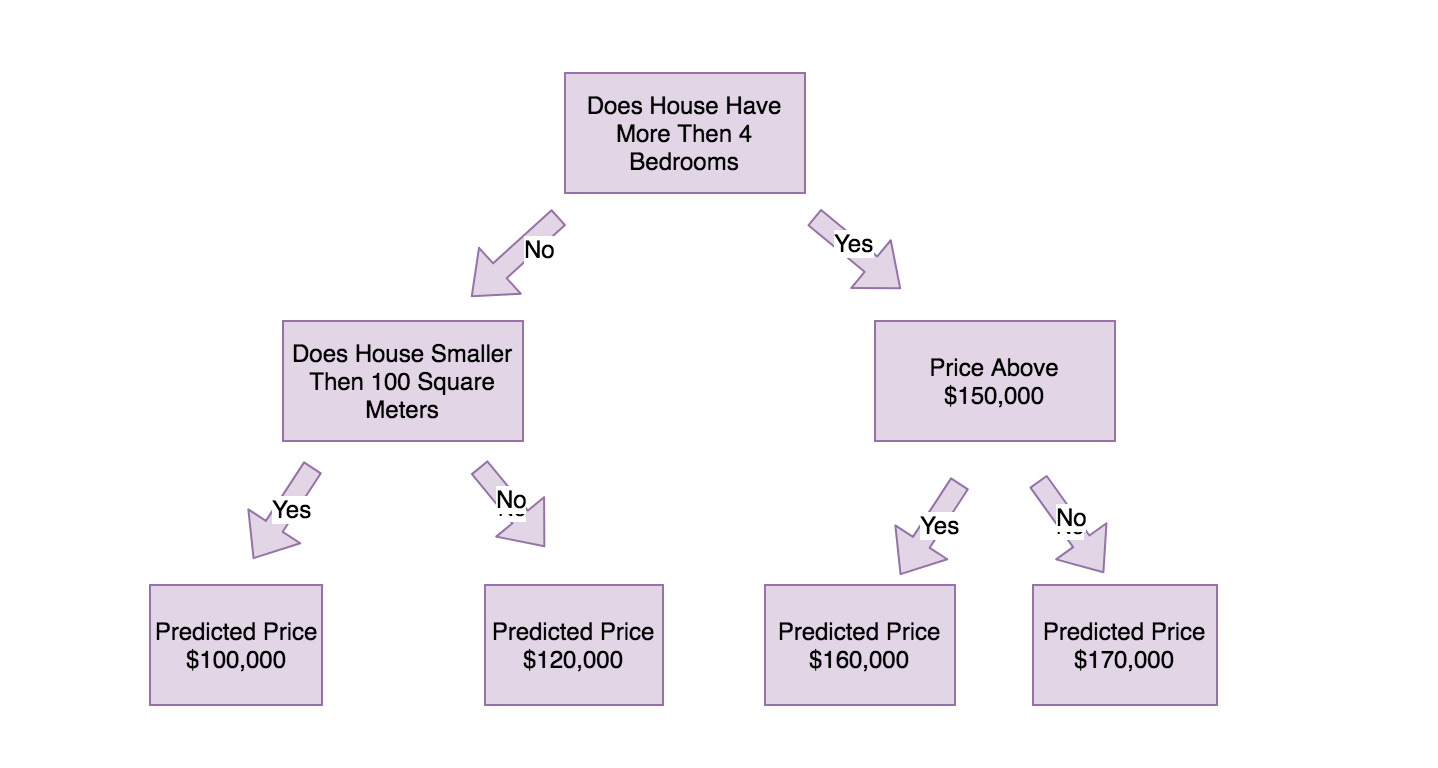 Does House Have
More Then 4
Bedrooms
No
Yes
Does House Smaller
Then 100 Square
Meters
Price Above
$150,000
Yes
No
Yes
No
Predicted Price
$100,000
Predicted Price
$120,000
Predicted Price
$160,000
Predicted Price
$170,000